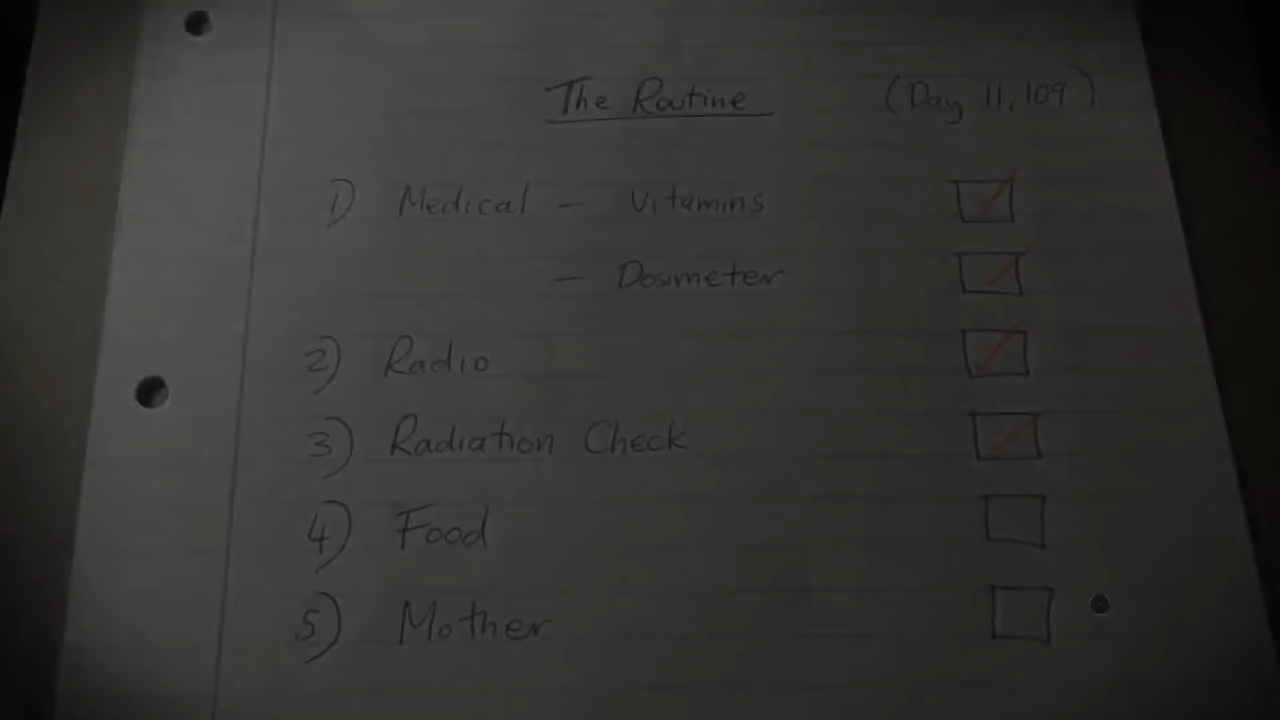 The Routine (Day 11,109)
1) Medical - Vitamins
- Dosimeter
2) Radio
3) Radiation Check
4) Food
5) Mother